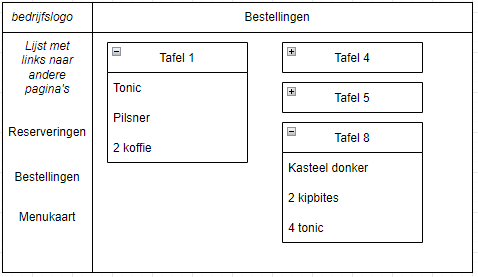 bedrijfslogo
Bestellingen
Lijst met
links naar
andere
pagina's
Reserveringen
Bestellingen
Menukaart
Tafel 1
Tonic
Pilsner
2 koffie
Tafel 4
Tafel 5
Tafel 8
Kasteel donker
2 kipbites
4 tonic